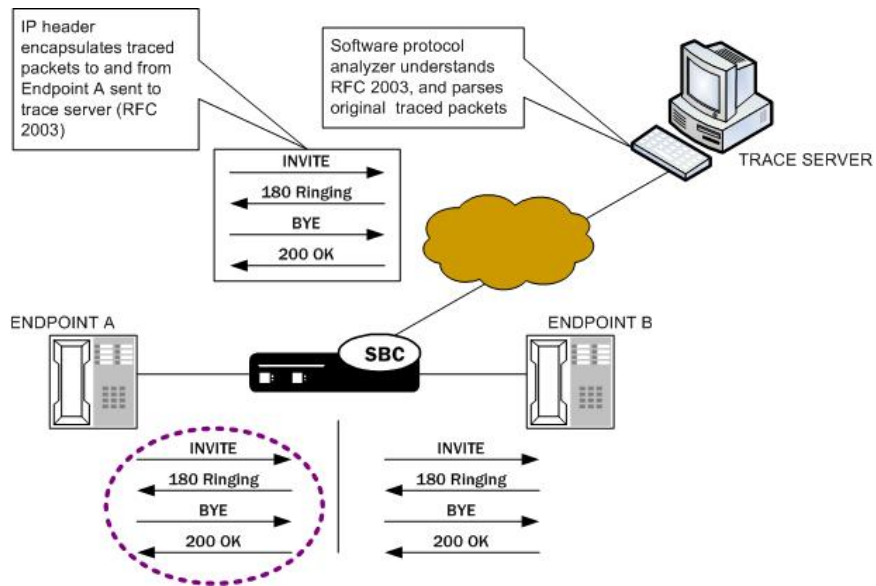 IP header
encapsulates traced
packets to and from
Endpoint A sent to
trace server (RFC
2003)
Software protocol
analyzer understands
RFC 2003, and parses
original traced packets
TRACE SERVER
INVITE
180 Ringing
BYE
200 OK
ENDPOINT A
ENDPOINT B
SBC
INVITE
180 Ringing
BYE
200 OK
INVITE
180 Ringing
BYE
200 OK